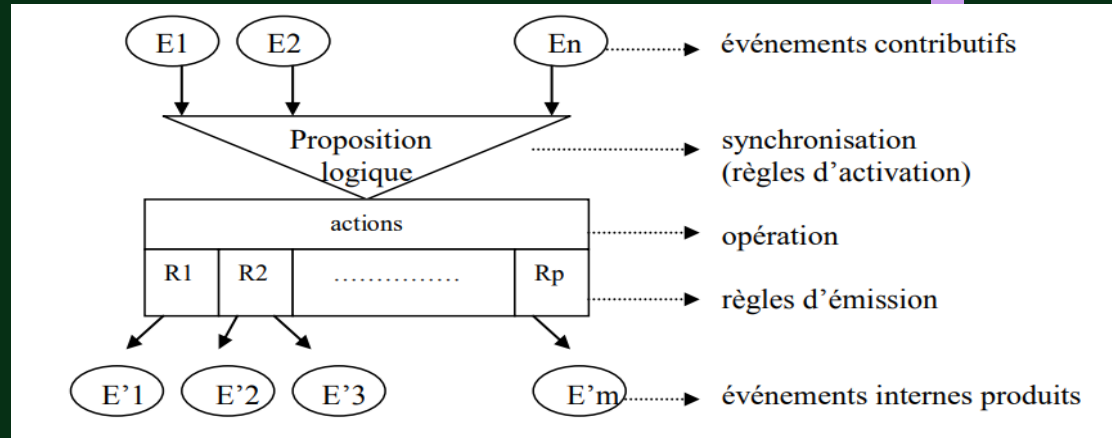 E1 E2 En événements contributifs
Proposition
logique
synchronisation
(règles d’activation)
actions
opération
R1 R2 ............... Rp
règles d’émission
E’1 E’2 E’3 E’m événements internes produits